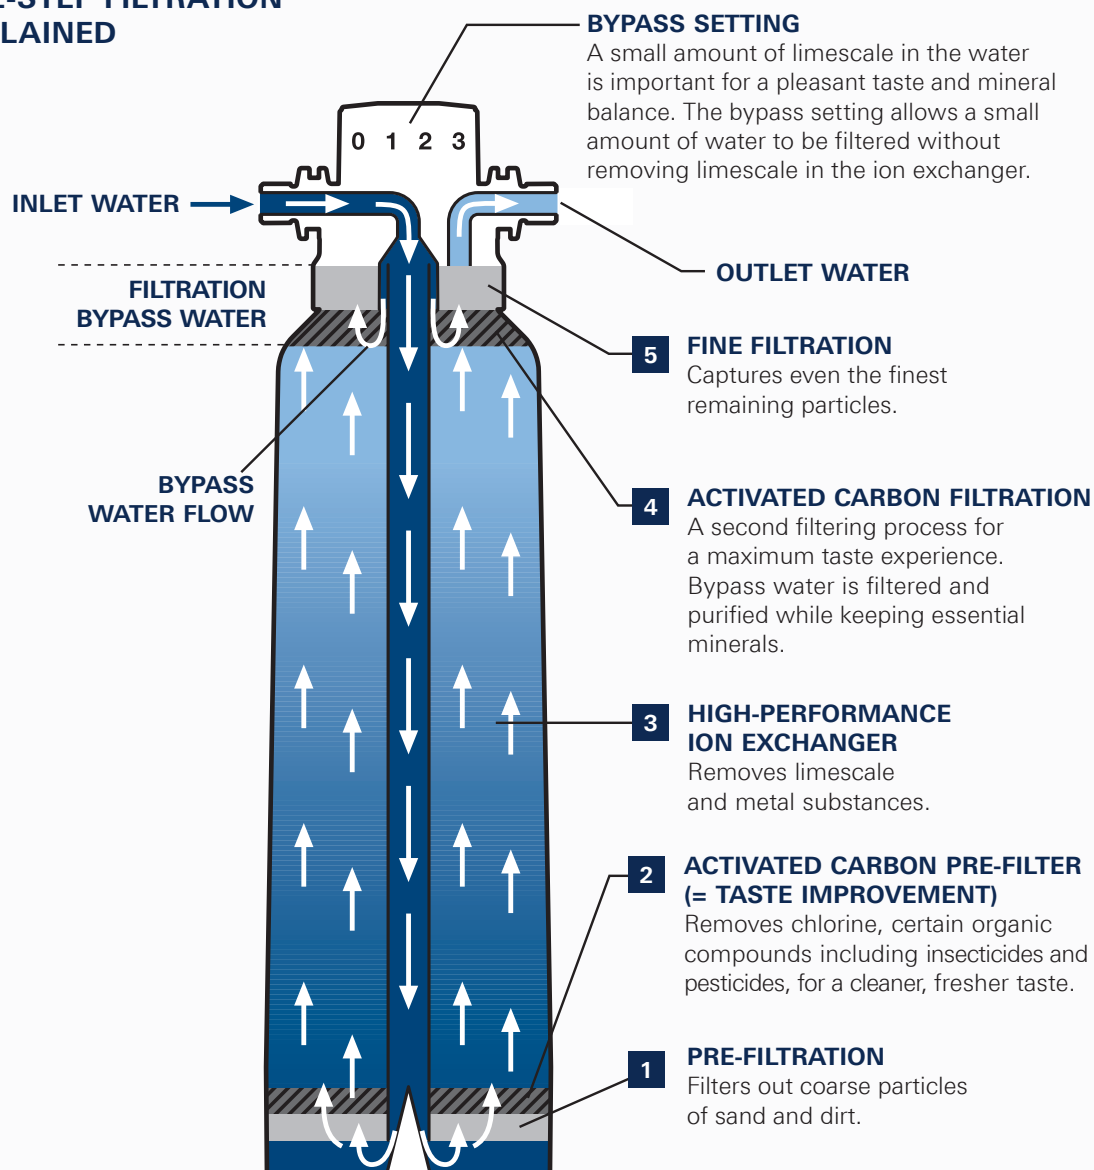 -STEP FILTRATION
LAINED
BYPASS SETTING
A small amount of limescale in the water
is important for a pleasant taste and mineral
balance. The bypass setting allows a small
amount of water to be filtered without
removing limescale in the ion exchanger.
0 1 2 3
INLET WATER
OUTLET WATER
FILTRATION
BYPASS WATER
5 FINE FILTRATION
Captures even the finest
remaining particles.
BYPASS
WATER FLOW
4 ACTIVATED CARBON FILTRATION
A second filtering process for
a maximum taste experience.
Bypass water is filtered and
purified while keeping essential
minerals.
3 HIGH-PERFORMANCE
ION EXCHANGER
Removes limescale
and metal substances.
2 ACTIVATED CARBON PRE-FILTER
(= TASTE IMPROVEMENT)
Removes chlorine, certain organic
compounds including insecticides and
pesticides, for a cleaner, fresher taste.
1 PRE-FILTRATION
Filters out coarse particles
of sand and dirt.